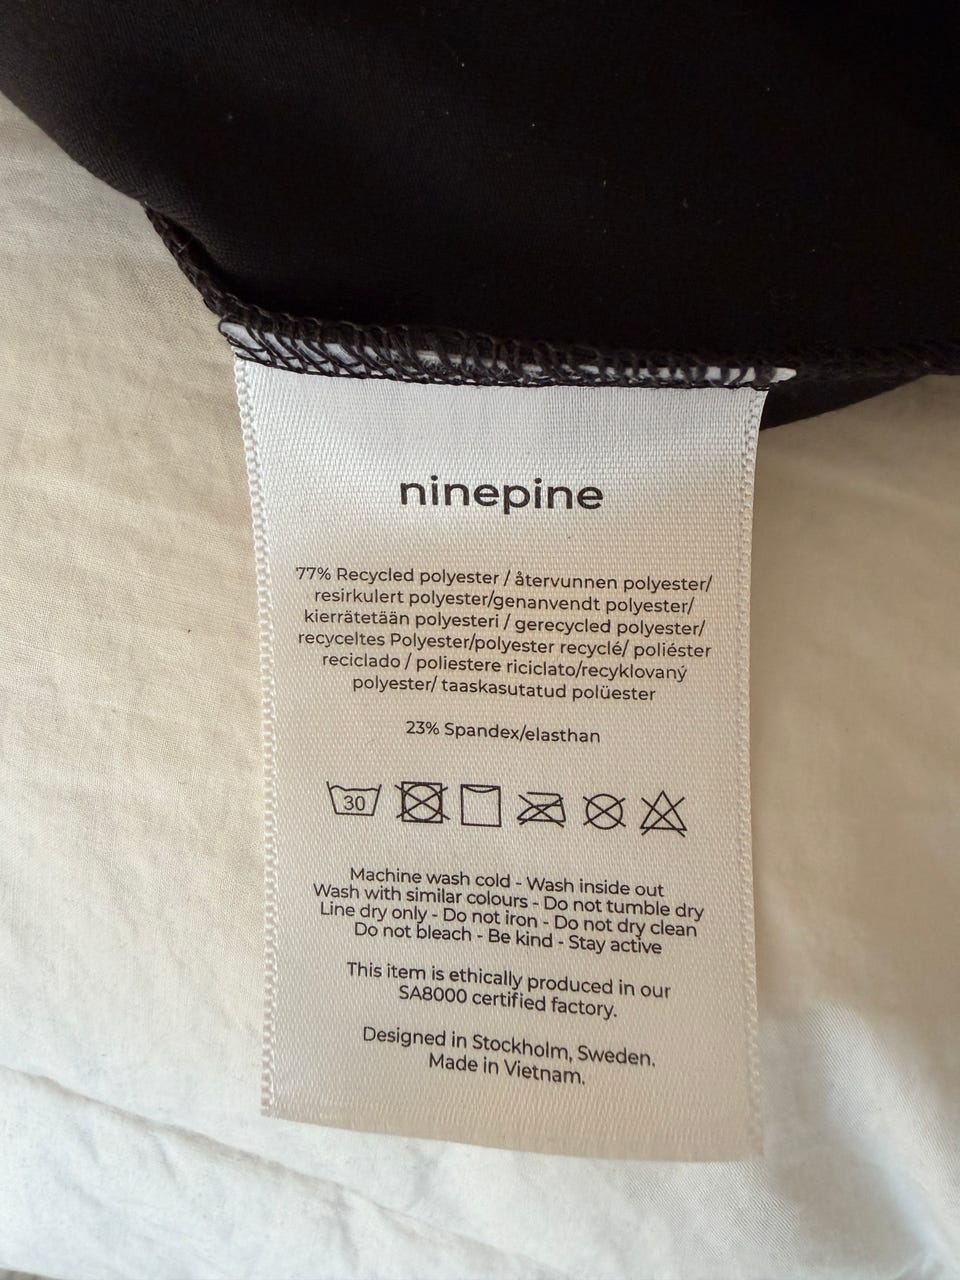 ninepine
77% Recycled polyester / återvunnen polyester/
resirkulert polyester/genanvendt polyester/
kierrätetään polyesteri / gerecycled polyester/
recyceltes Polyester/polyester recyclé/ poliéster
reciclado / poliestere riciclato/recyklovaný
polyester/ taaskasutatud polüester
23% Spandex/elasthan
30
Machine wash cold - Wash inside out
Wash with similar colours - Do not tumble dry
Line dry only - Do not iron - Do not dry clean
Do not bleach - Be kind - Stay active
This item is ethically produced in our
SA8000 certified factory.
Designed in Stockholm, Sweden.
Made in Vietnam.